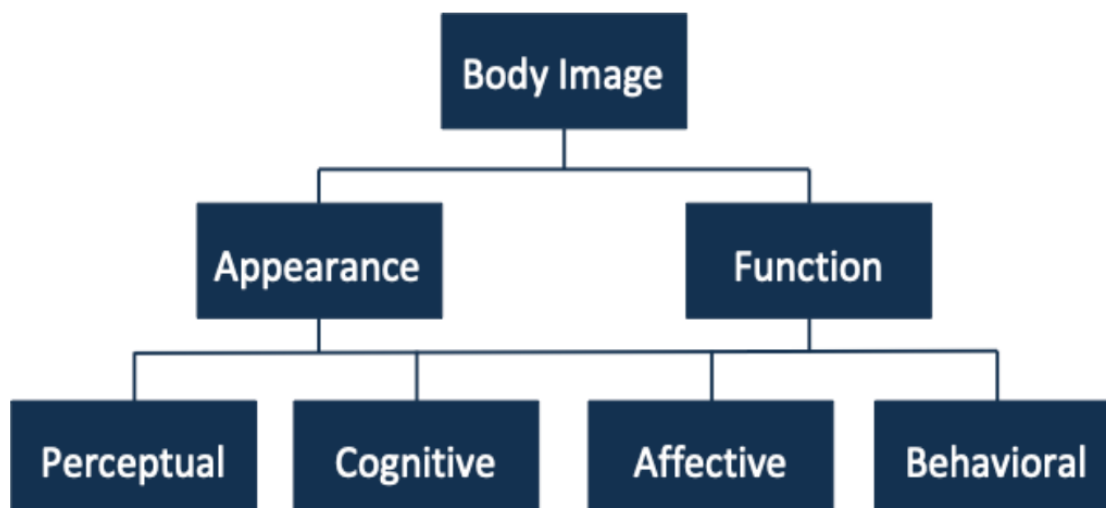 Body Image
Appearance
Function
Perceptual
Cognitive
Affective
Behavioral